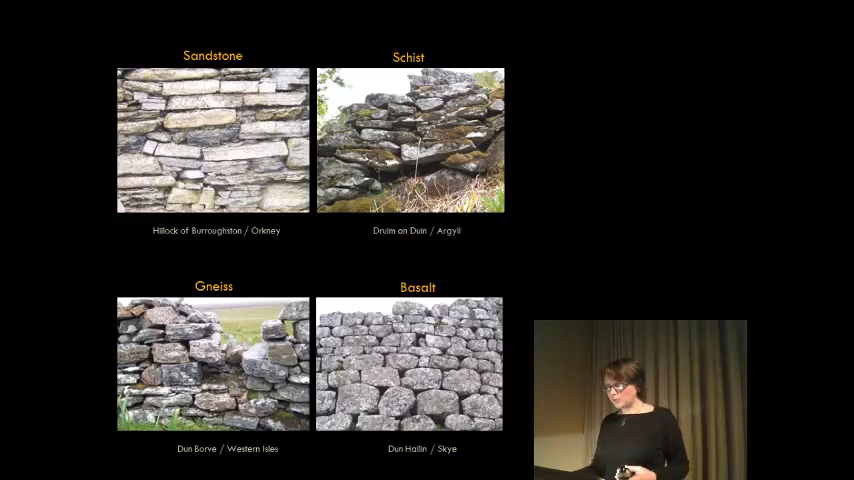 Sandstone
Schist
Hillock of Burroughston / Orkney
Druim an Duin / Argyll
Gneiss
Basalt
Dun Borve / Western Isles
Dun Hallin / Skye